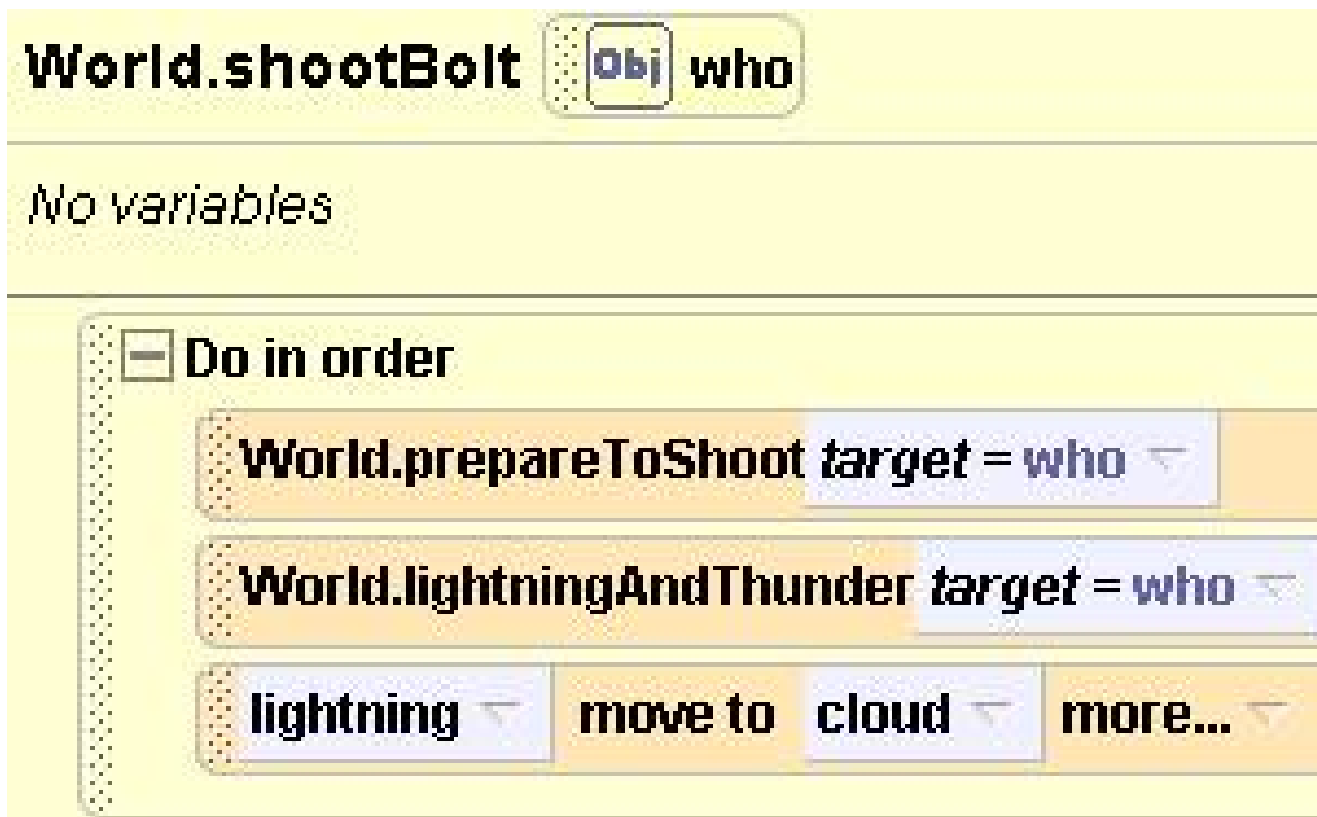 World.shootBolt Obj who
No variables
Do in order
World.prepareToShoot target = who
World.lightningAndThunder target = who
lightning move to cloud more...